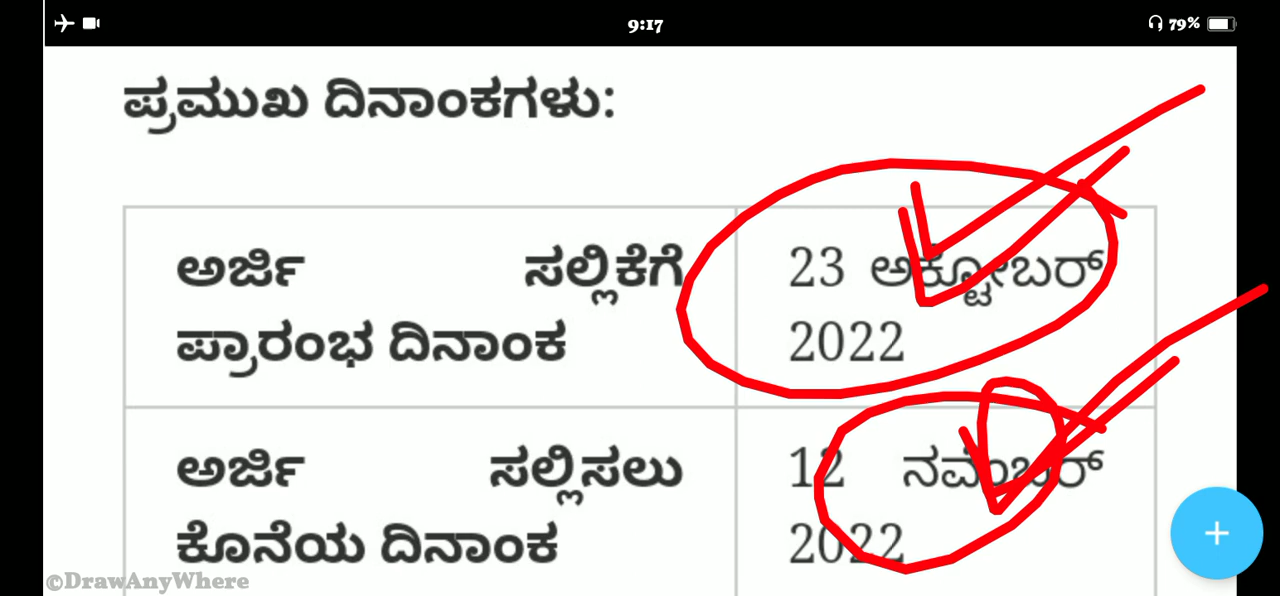 9:17
79%
ಪ್ರಮುಖ ದಿನಾಂಕಗಳು:
ಅರ್ಜಿ ಸಲ್ಲಿಕೆಗೆ
ಪ್ರಾರಂಭ ದಿನಾಂಕ
23 ಅಕ್ಟೋಬರ್
2022
ಅರ್ಜಿ ಸಲ್ಲಿಸಲು
ಕೊನೆಯ ದಿನಾಂಕ
12 ನವೆಂಬರ್
2022
+
©DrawAnyWhere